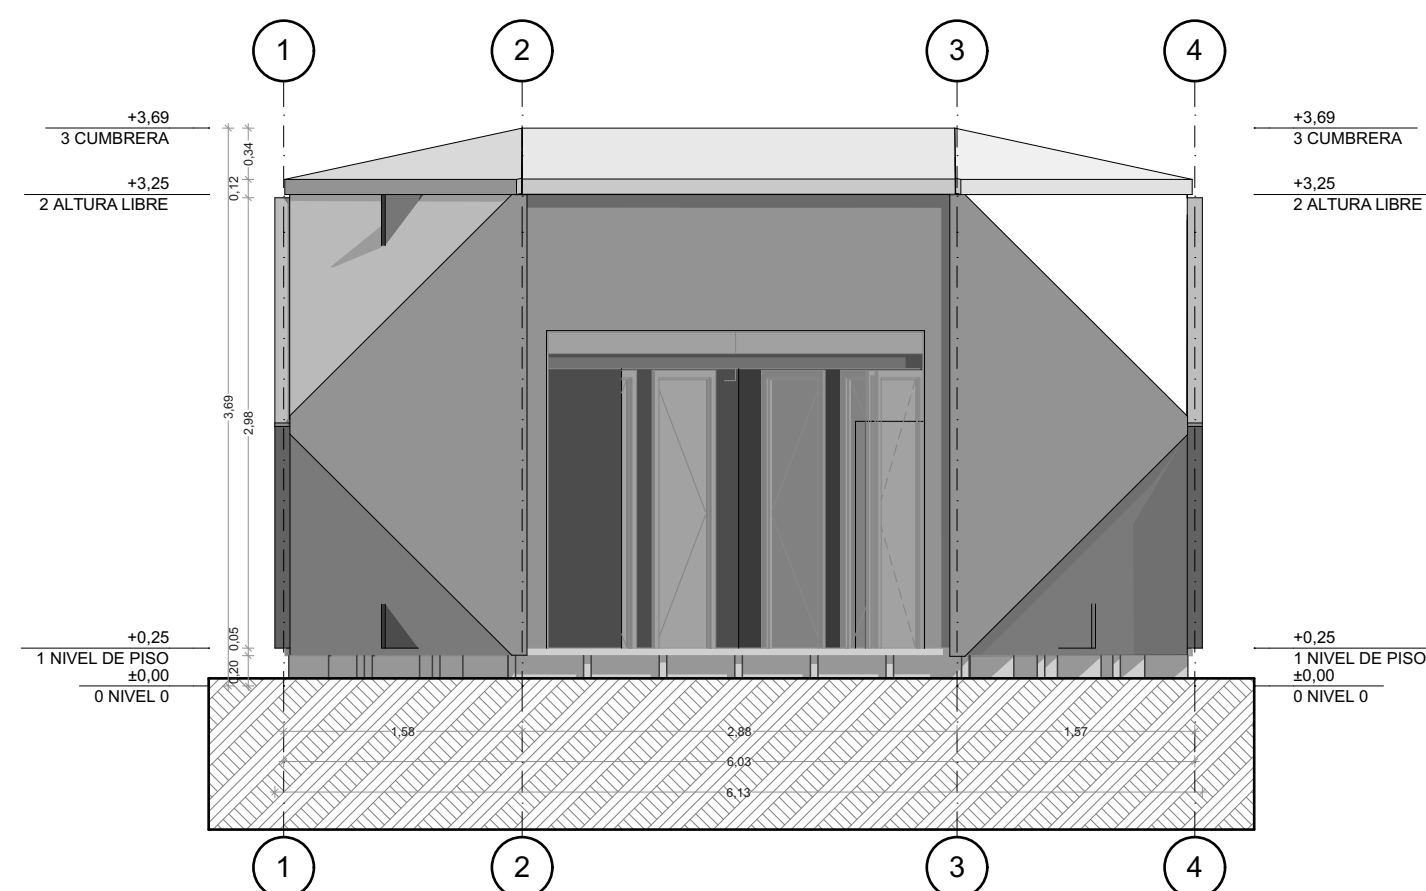 1 2 3 4
+3,69
3 CUMBRERA
+3,25
2 ALTURA LIBRE
+3,69
3 CUMBRERA
+3,25
2 ALTURA LIBRE
0,34
0,12
3,69
2,98
0,05
0,20
+0,25
1 NIVEL DE PISO
±0,00
0 NIVEL 0
+0,25
1 NIVEL DE PISO
±0,00
0 NIVEL 0
1,58 2,88 1,57
6,03
6,13
1 2 3 4